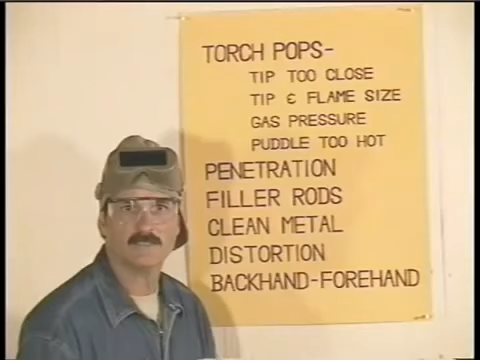 TORCH POPS-
TIP TOO CLOSE
TIP & FLAME SIZE
GAS PRESSURE
PUDDLE TOO HOT
PENETRATION
FILLER RODS
CLEAN METAL
DISTORTION
BACKHAND-FOREHAND